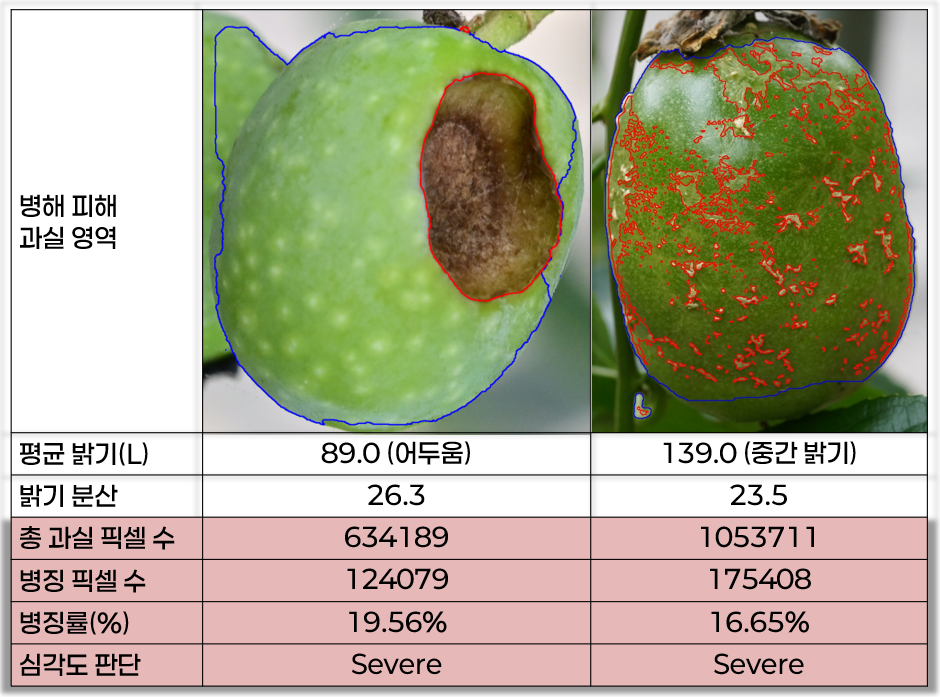 병해 피해
과실 영역
평균 밝기(L) 89.0 (어두움) 139.0 (중간 밝기)
밝기 분산 26.3 23.5
총 과실 픽셀 수 634189 1053711
병징 픽셀 수 124079 175408
병징률(%) 19.56% 16.65%
심각도 판단 Severe Severe